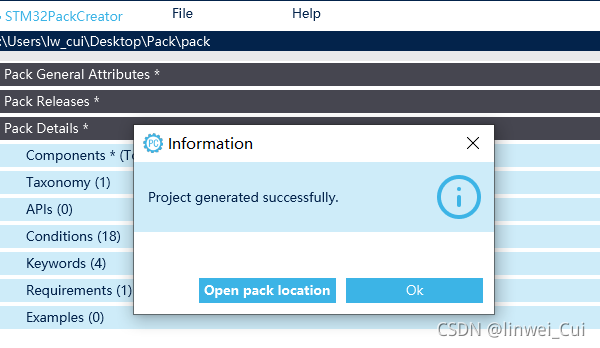 STM32PackCreator File Help
:\Users\lw_cui\Desktop\Pack\pack
Pack General Attributes *
Pack Releases *
Pack Details *
Information
Components * (To
Taxonomy (1)
Project generated successfully.
APIs (0)
Conditions (18)
Keywords (4)
Requirements (1)
Open pack location Ok
Examples (0)
CSDN @linwei_Cui